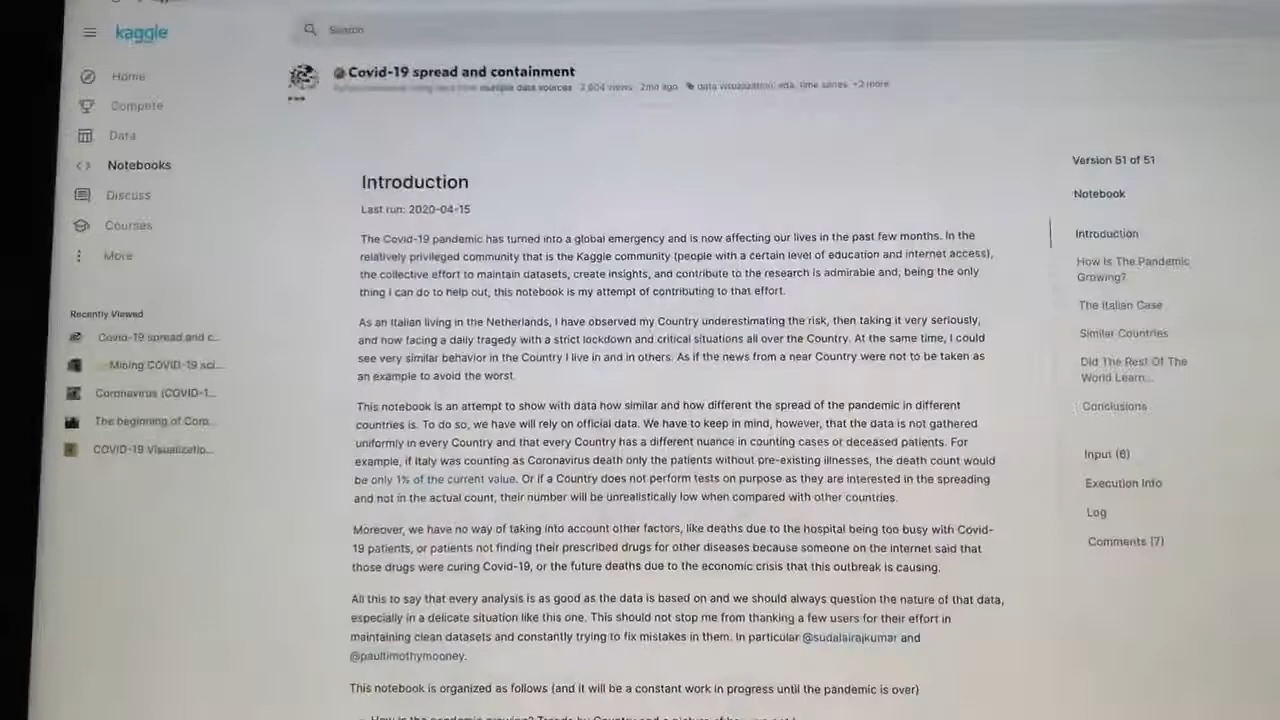 kaggle
Search
Home
Compete
Data
Notebooks
Discuss
Courses
More
Recently Viewed
Covid-19 spread and c...
Mining COVID-19 sci...
Coronavirus (COVID-1...
The beginning of Coro...
COVID-19 Visualizatio...
Covid-19 spread and containment
multiple data sources 2,604 views 2mo ago data visualization, eda, time series, +2 more
Introduction
Last run: 2020-04-15
The Covid-19 pandemic has turned into a global emergency and is now affecting our lives in the past few months. In the
relatively privileged community that is the Kaggle community (people with a certain level of education and internet access),
the collective effort to maintain datasets, create insights, and contribute to the research is admirable and, being the only
thing I can do to help out, this notebook is my attempt of contributing to that effort.
As an Italian living in the Netherlands, I have observed my Country underestimating the risk, then taking it very seriously,
and now facing a daily tragedy with a strict lockdown and critical situations all over the Country. At the same time, I could
see very similar behavior in the Country I live in and in others. As if the news from a near Country were not to be taken as
an example to avoid the worst.
This notebook is an attempt to show with data how similar and how different the spread of the pandemic in different
countries is. To do so, we have will rely on official data. We have to keep in mind, however, that the data is not gathered
uniformly in every Country and that every Country has a different nuance in counting cases or deceased patients. For
example, if Italy was counting as Coronavirus death only the patients without pre-existing illnesses, the death count would
be only 1% of the current value. Or if a Country does not perform tests on purpose as they are interested in the spreading
and not in the actual count, their number will be unrealistically low when compared with other countries.
Moreover, we have no way of taking into account other factors, like deaths due to the hospital being too busy with Covid-
19 patients, or patients not finding their prescribed drugs for other diseases because someone on the internet said that
those drugs were curing Covid-19, or the future deaths due to the economic crisis that this outbreak is causing.
All this to say that every analysis is as good as the data is based on and we should always question the nature of that data,
especially in a delicate situation like this one. This should not stop me from thanking a few users for their effort in
maintaining clean datasets and constantly trying to fix mistakes in them. In particular @sudalairajkumar and
@paultimothymooney.
This notebook is organized as follows (and it will be a constant work in progress until the pandemic is over)
Version 51 of 51
Notebook
Introduction
How Is The Pandemic
Growing?
The Italian Case
Similar Countries
Did The Rest Of The
World Learn...
Conclusions
Input (6)
Execution Info
Log
Comments (7)